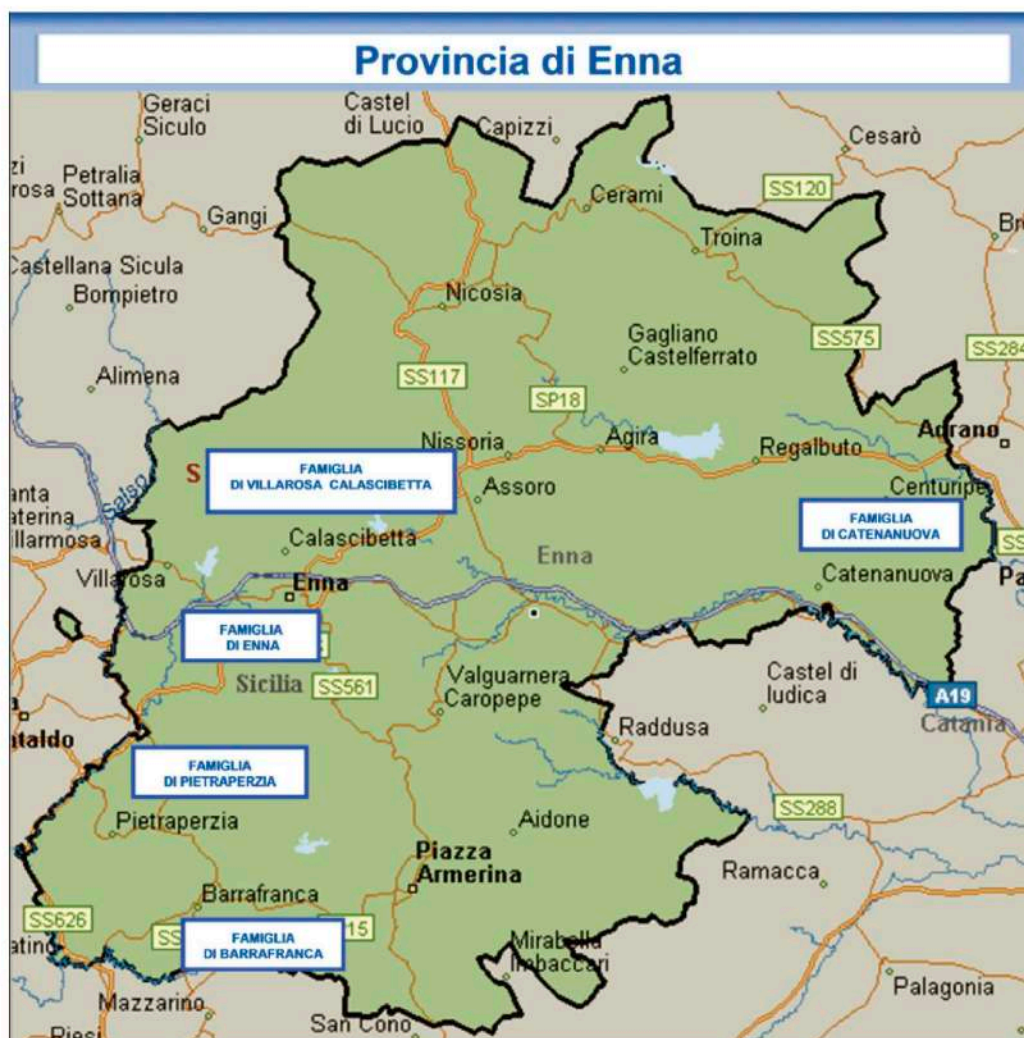 Provincia di Enna
Geraci
Siculo
Castel
di Lucio
Capizzi
Cesarò
Petralia
Sottana
SS120
Gangi
Cerami
Troina
Castellana Sicula
Bompietro
Nicosia
Gagliano
Castelferrato
SS575
SS284
Alimena
SS117
SP18
Nissoria
Agira
Regalbuto
Adrano
S
FAMIGLIA
DI VILLAROSA CALASCIBETTA
Assoro
Centuripe
Salso
FAMIGLIA
DI CATENANUOVA
Calascibetta
Enna
Villarosa
Enna
Catenanuova
FAMIGLIA
DI ENNA
Sicilia
SS561
Valguarnera
Caropepe
Castel di
Iudica
A19
Catania
Raddusa
FAMIGLIA
DI PIETRAPERZIA
SS288
Pietraperzia
Aidone
Piazza
Armerina
Ramacca
Barrafranca
SS626
15
FAMIGLIA
DI BARRAFRANCA
Mirabella
Imbaccari
Mazzarino
Palagonia
San Cono
Riesi